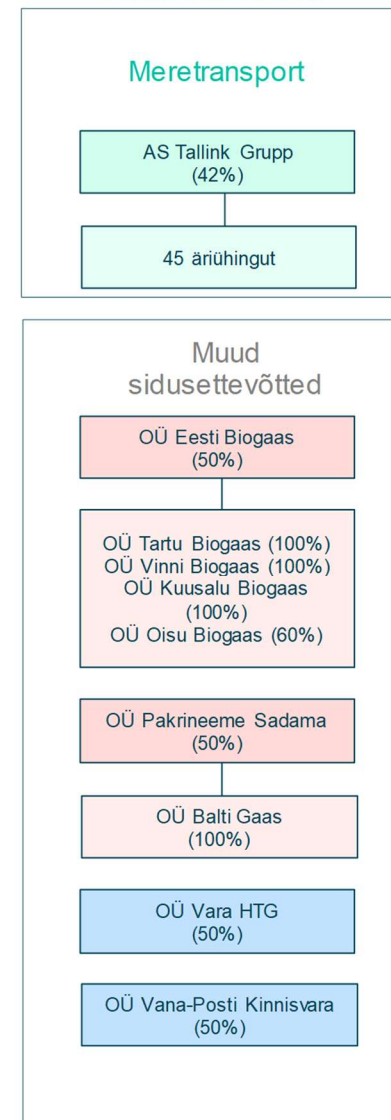 Meretransport
AS Tallink Grupp
(42%)
45 äriühingut
Muud
sidusettevõtted
OÜ Eesti Biogaas
(50%)
OÜ Tartu Biogaas (100%)
OÜ Vinni Biogaas (100%)
OÜ Kuusalu Biogaas
(100%)
OÜ Oisu Biogaas (60%)
OÜ Pakrineeme Sadama
(50%)
OÜ Balti Gaas
(100%)
OÜ Vara HTG
(50%)
OÜ Vana-Posti Kinnisvara
(50%)